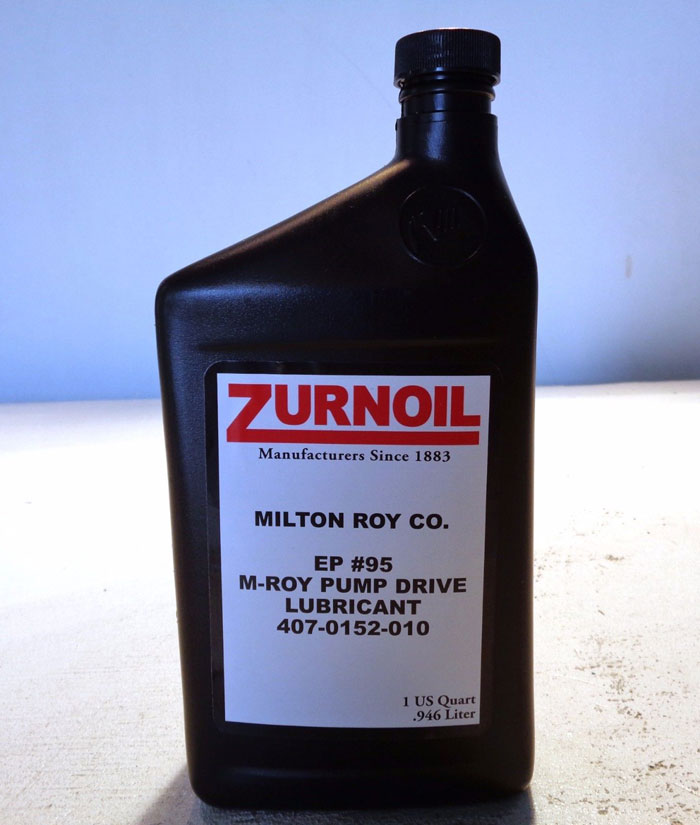 ZURNOIL
Manufacturers Since 1883
MILTON ROY CO.
EP #95
M-ROY PUMP DRIVE
LUBRICANT
407-0152-010
1 US Quart
.946 Liter